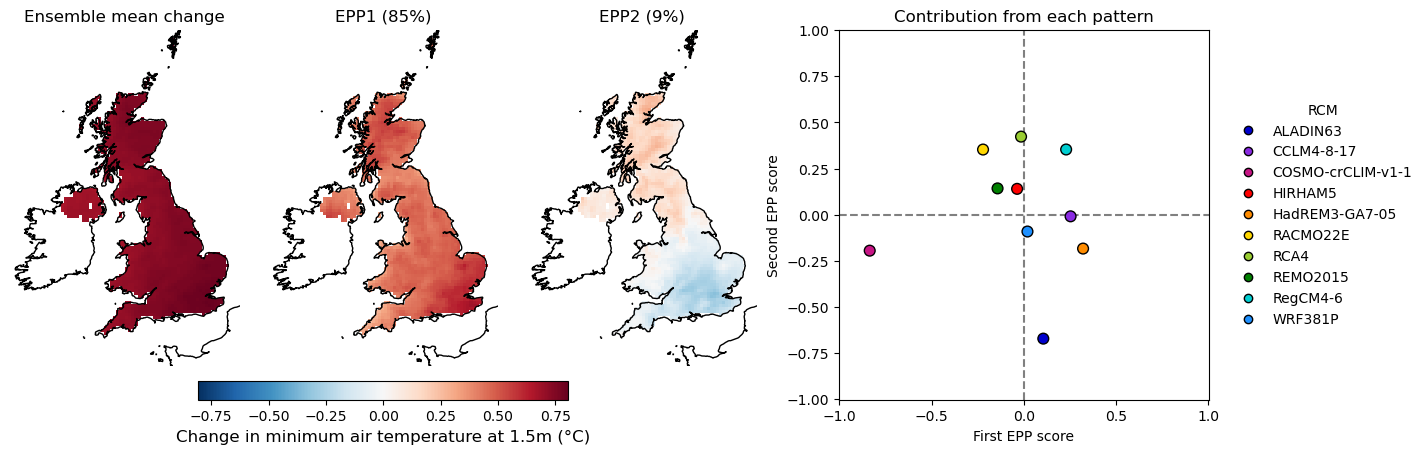 Ensemble mean change
EPP1 (85%)
EPP2 (9%)
−0.75 −0.50 −0.25 0.00 0.25 0.50 0.75
Change in minimum air temperature at 1.5m (°C)
Contribution from each pattern
Second EPP score
1.00
0.75
0.50
0.25
0.00
−0.25
−0.50
−0.75
−1.00
−1.0 −0.5 0.0 0.5 1.0
First EPP score
RCM
ALADIN63
CCLM4-8-17
COSMO-crCLIM-v1-1
HIRHAM5
HadREM3-GA7-05
RACMO22E
RCA4
REMO2015
RegCM4-6
WRF381P